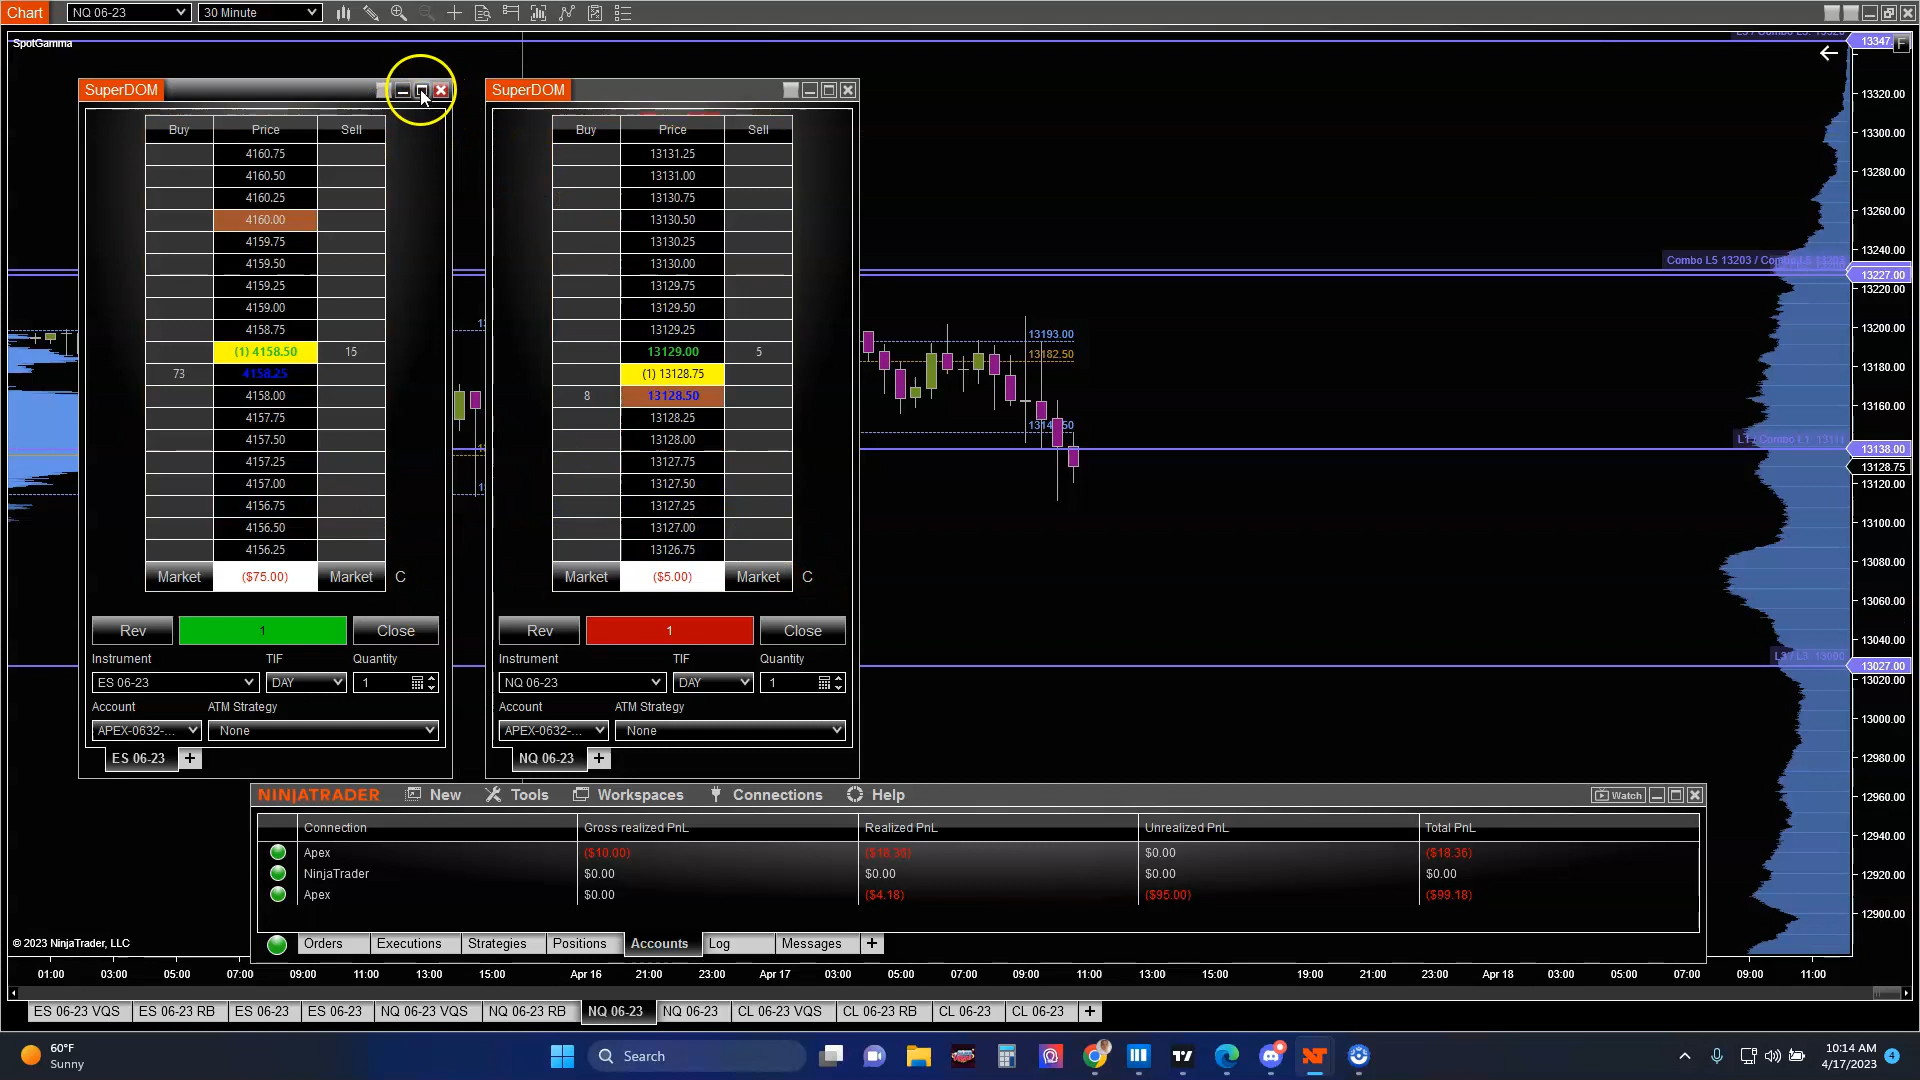 Chart NQ 06-23 30 Minute
SpotGamma
13347
F
SuperDOM
Buy Price Sell
4160.75
4160.50
4160.25
4160.00
4159.75
4159.50
4159.25
4159.00
4158.75
(1) 4158.50 15
73 4158.25
4158.00
4157.75
4157.50
4157.25
4157.00
4156.75
4156.50
4156.25
Market ($75.00) Market C
Rev 1 Close
Instrument TIF Quantity
ES 06-23 DAY 1
Account ATM Strategy
APEX-0632-... None
ES 06-23 +
SuperDOM
Buy Price Sell
13131.25
13131.00
13130.75
13130.50
13130.25
13130.00
13129.75
13129.50
13129.25
13129.00 5
(1) 13128.75
8 13128.50
13128.25
13128.00
13127.75
13127.50
13127.25
13127.00
13126.75
Market ($5.00) Market C
Rev 1 Close
Instrument TIF Quantity
NQ 06-23 DAY 1
Account ATM Strategy
APEX-0632-... None
NQ 06-23 +
13193.00
13182.50
Combo L5 13203 /
13320.00
13300.00
13280.00
13260.00
13240.00
13227.00
13220.00
13200.00
13180.00
13160.00
13138.00
13128.75
13120.00
13100.00
13080.00
13060.00
13040.00
13027.00
13020.00
13000.00
12980.00
12960.00
12940.00
12920.00
12900.00
L1 / Combo L1
L3 / L3 13000
NINJATRADER New Tools Workspaces Connections Help Watch
Connection Gross realized PnL Realized PnL Unrealized PnL Total PnL
Apex ($10.00) ($18.36) $0.00 ($18.36)
NinjaTrader $0.00 $0.00 $0.00 $0.00
Apex $0.00 ($4.18) ($95.00) ($99.18)
Orders Executions Strategies Positions Accounts Log Messages +
© 2023 NinjaTrader, LLC
01:00 03:00 05:00 07:00 09:00 11:00 13:00 15:00 Apr 16 21:00 23:00 Apr 17 03:00 05:00 07:00 09:00 11:00 13:00 15:00 19:00 21:00 23:00 Apr 18 03:00 05:00 07:00 09:00 11:00
ES 06-23 VQS ES 06-23 RB ES 06-23 ES 06-23 NQ 06-23 VQS NQ 06-23 RB NQ 06-23 NQ 06-23 CL 06-23 VQS CL 06-23 RB CL 06-23 CL 06-23 +
60°F
Sunny
Search
10:14 AM
4/17/2023
4